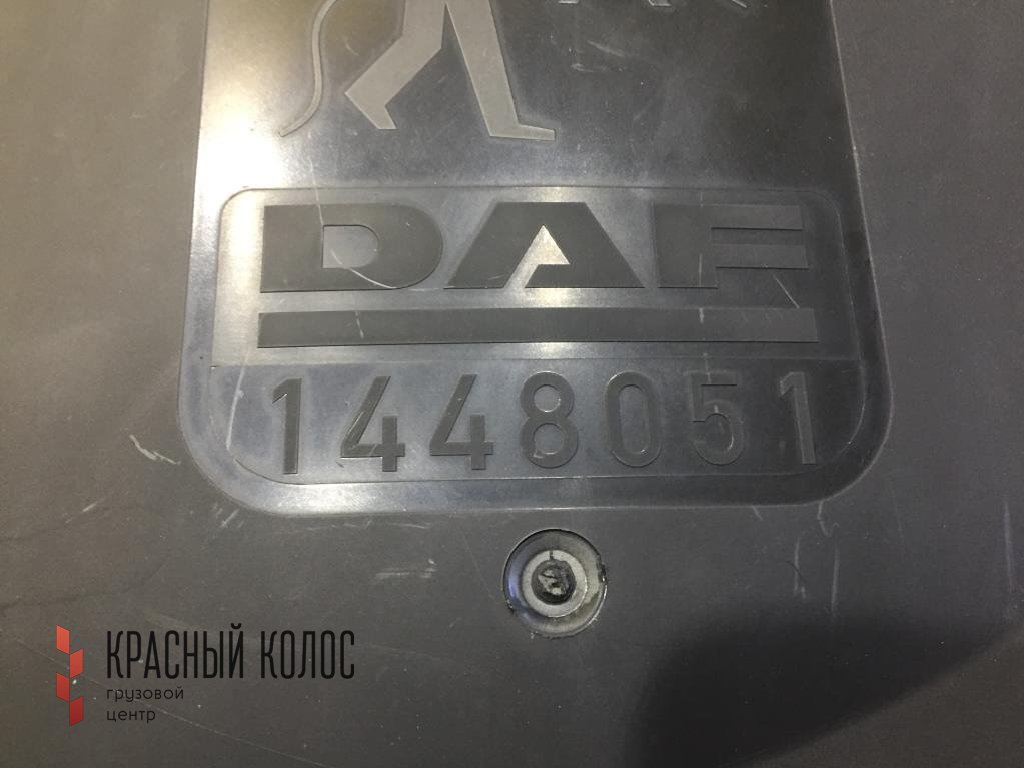 DAF
1448051
КРАСНЫЙ КОЛОС
грузовой
центр